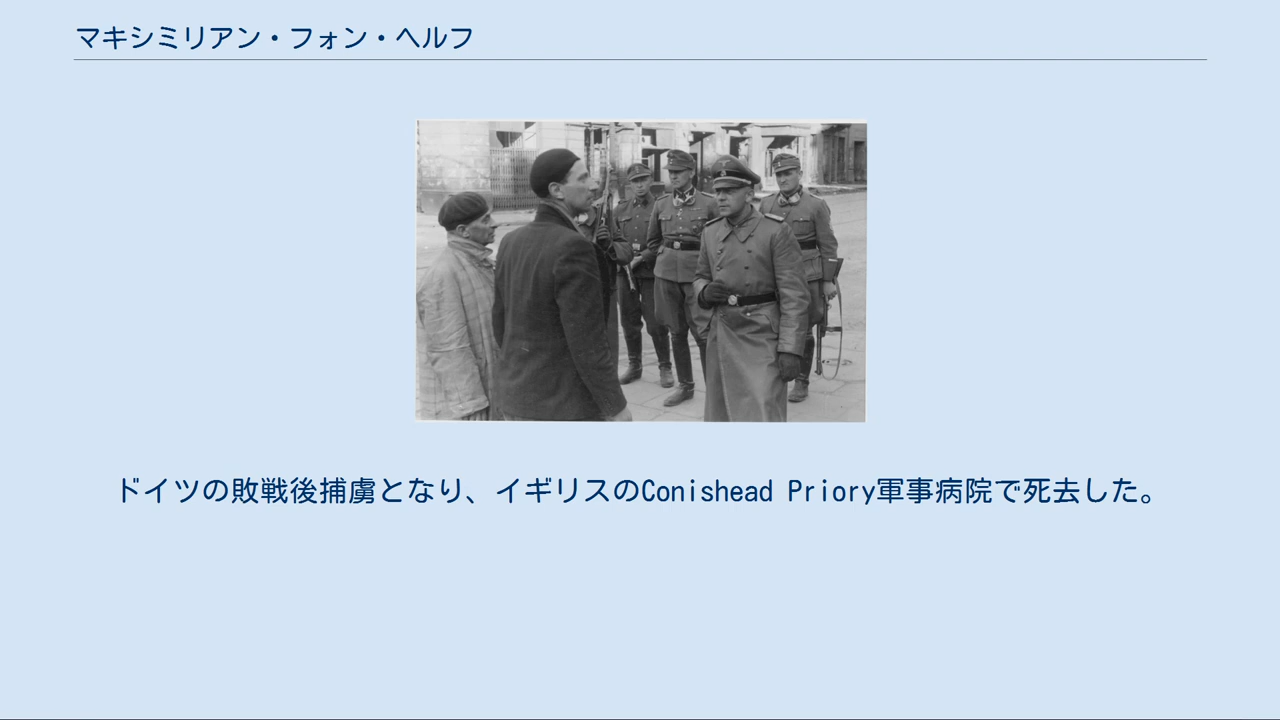 マキシミリアン・フォン・ヘルフ
ドイツの敗戦後捕虜となり、イギリスのConishead Priory軍事病院で死去した。